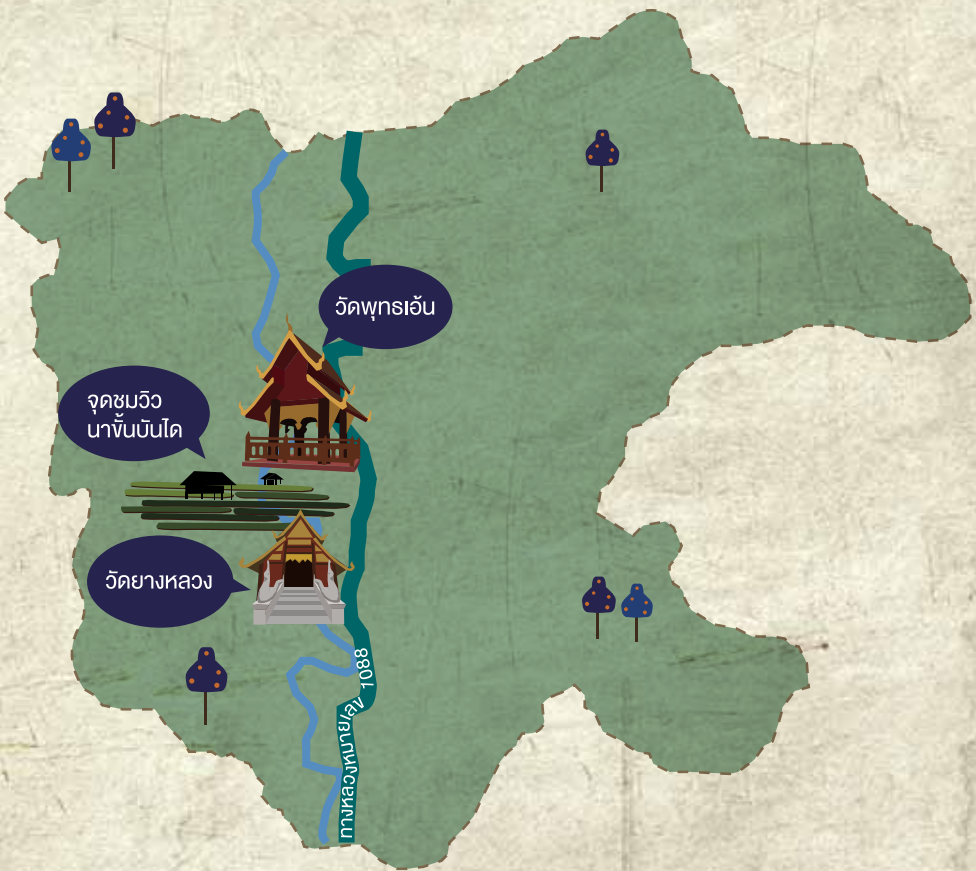 วัดพุทธเอ้น
จุดชมวิว
นาขั้นบันได
วัดยางหลวง
ทางหลวงหมายเลข 1088